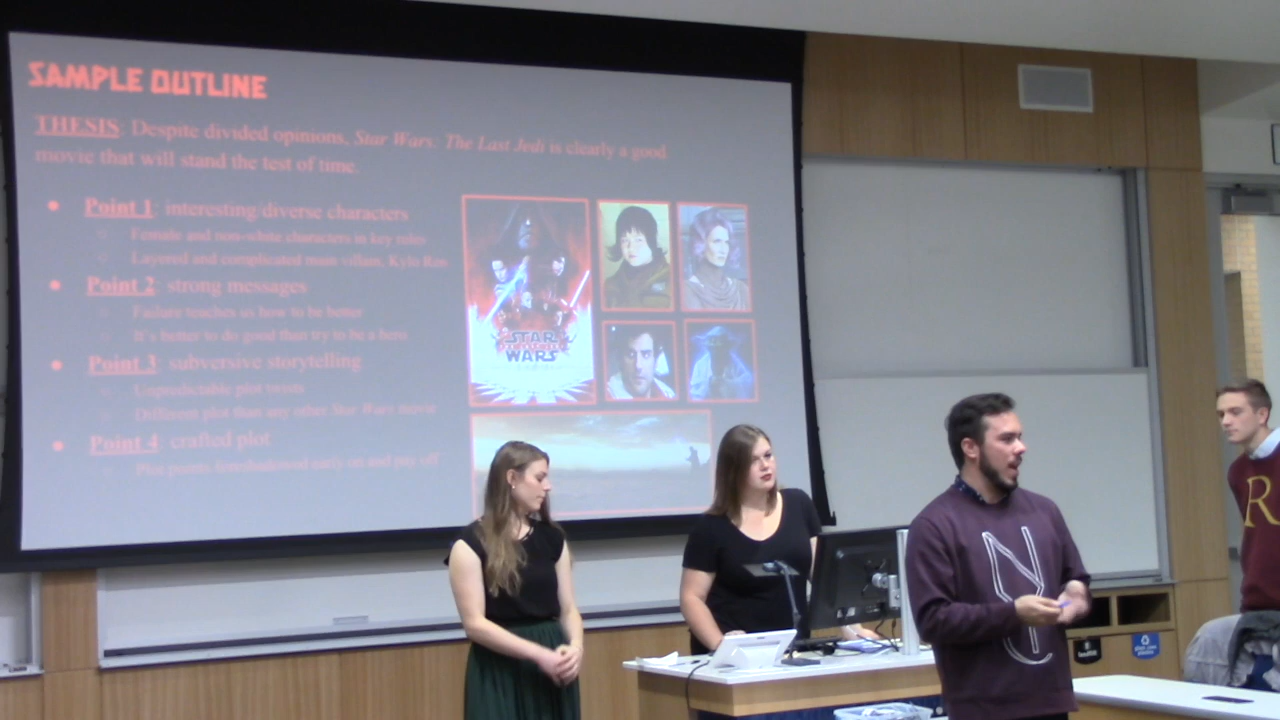 SAMPLE OUTLINE
THESIS: Despite divided opinions, Star Wars: The Last Jedi is clearly a good
movie that will stand the test of time.
• Point 1: interesting/diverse characters
○ Female and non-white characters in key roles
○ Layered and complicated main villain, Kylo Ren
• Point 2: strong messages
○ Failure teaches us how to be better
○ It's better to do good than try to be a hero
• Point 3: subversive storytelling
○ Unpredictable plot twists
○ Different plot than any other Star Wars movie
• Point 4: crafted plot
○ Plot points foreshadowed early on and pay off
STAR
WARS
NY
R